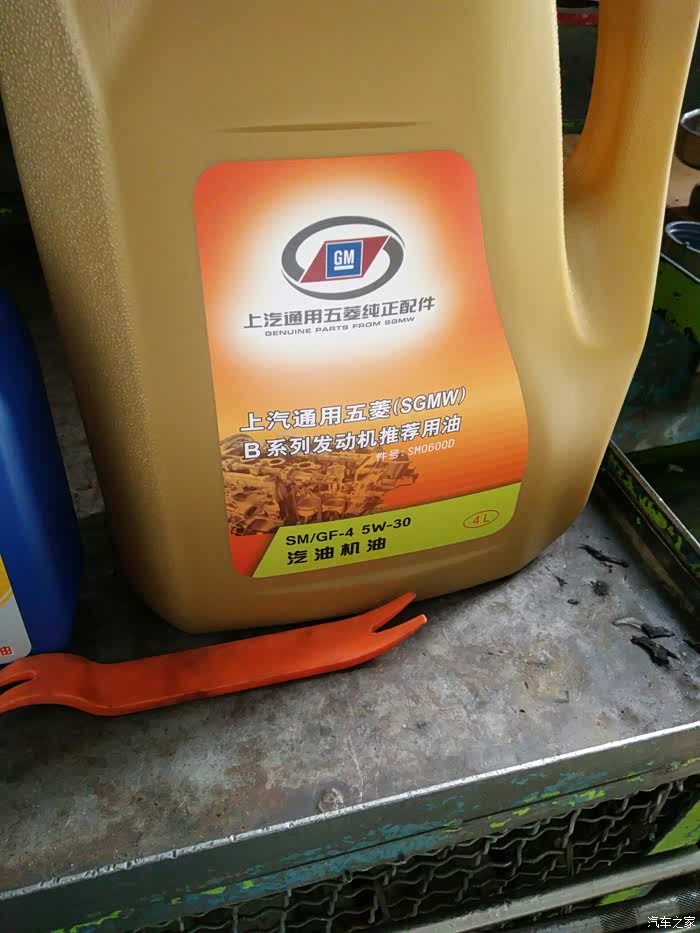 GM
上汽通用五菱纯正配件
GENUINE PARTS FROM SGMW
上汽通用五菱(SGMW)
B系列发动机推荐用油
件号:SM0600D
SM/GF-4 5W-30
4L
汽油机油
油
汽车之家